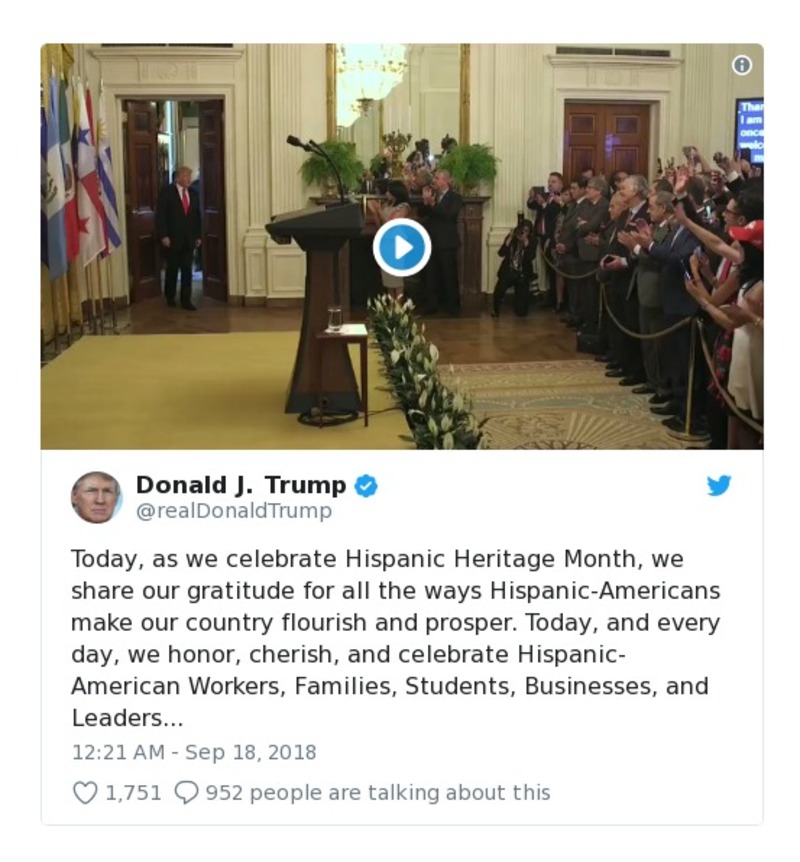 Than
I am
once
welco
Donald J. Trump
@realDonaldTrump
Today, as we celebrate Hispanic Heritage Month, we
share our gratitude for all the ways Hispanic-Americans
make our country flourish and prosper. Today, and every
day, we honor, cherish, and celebrate Hispanic-
American Workers, Families, Students, Businesses, and
Leaders...
12:21 AM - Sep 18, 2018
1,751 952 people are talking about this